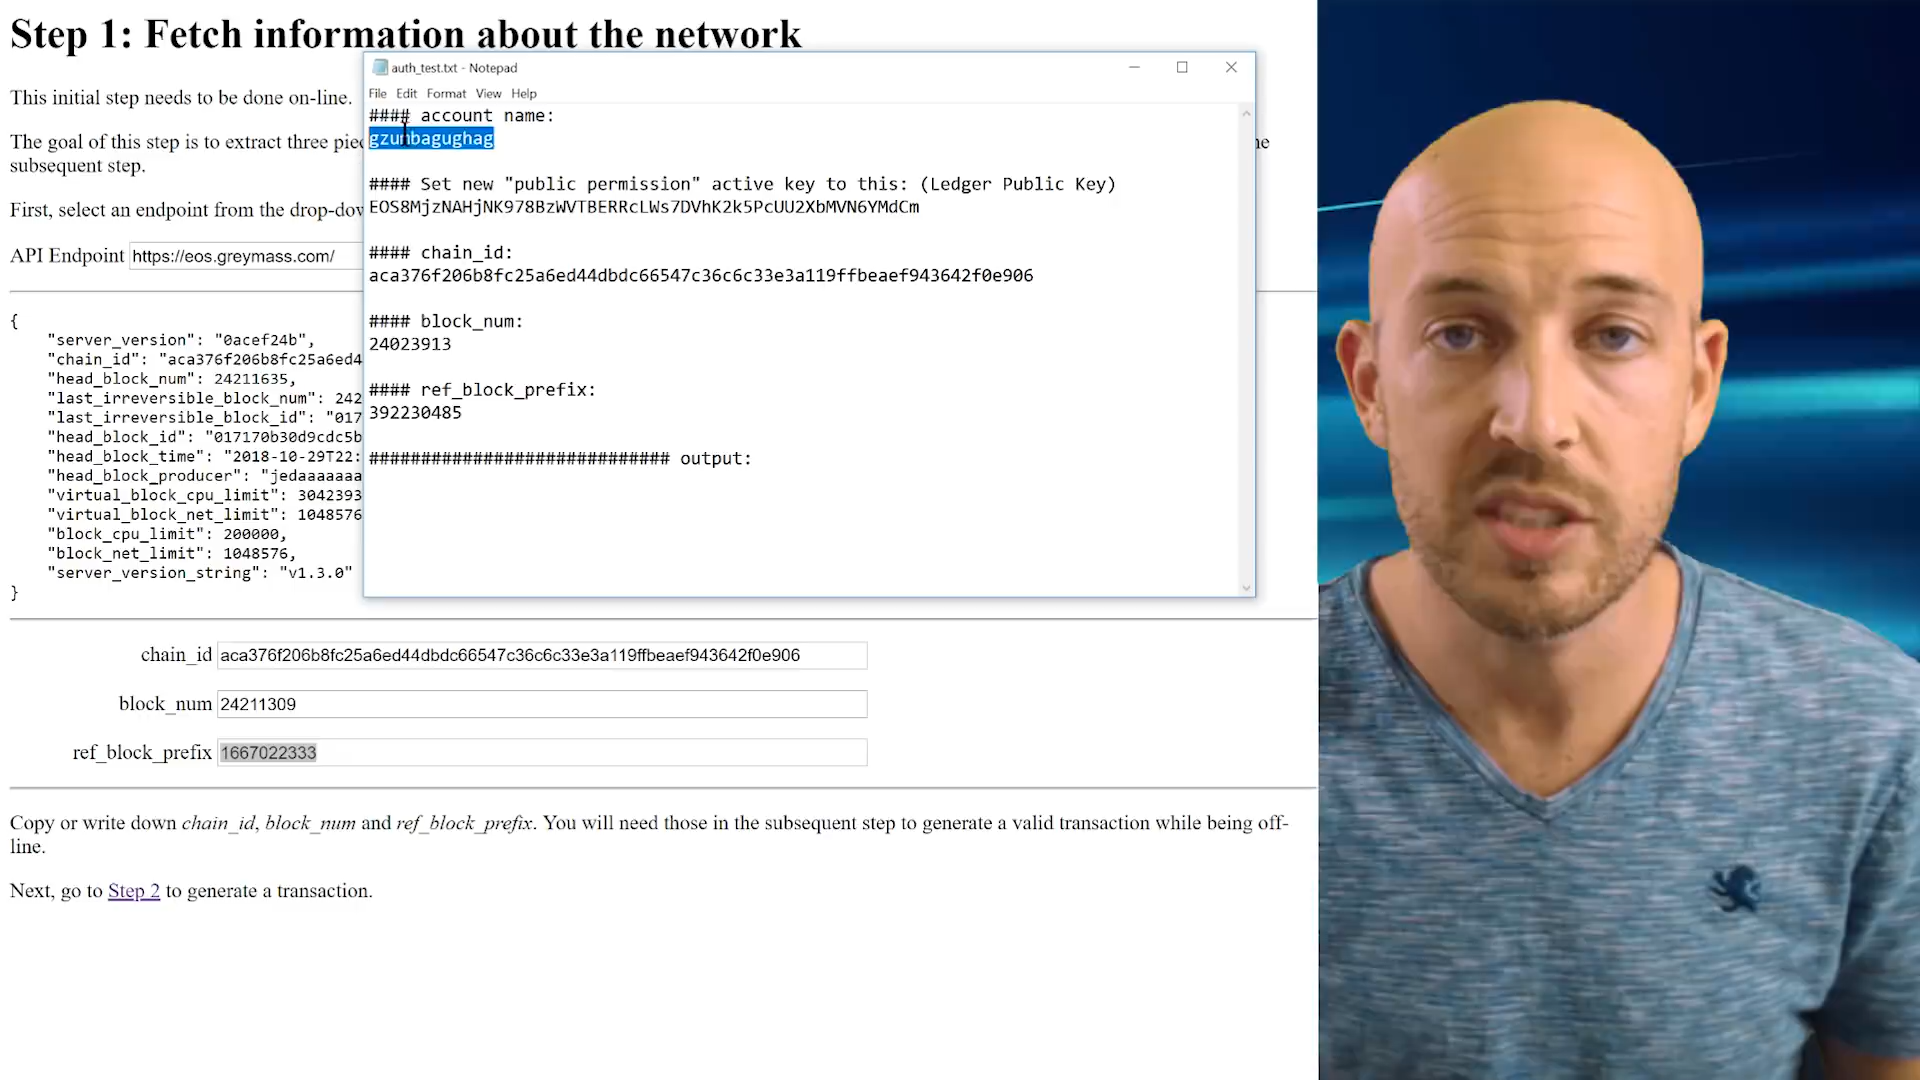 Step 1: Fetch information about the network
This initial step needs to be done on-line.
The goal of this step is to extract three
subsequent step.
First, select an endpoint from the
API Endpoint https://eos.greymass.com/
{
"server_version": "0acef24b",
"chain_id": "aca376f206b8fc25a6ed4
"head_block_num": 24211635,
"last_irreversible_block_num": 242
"last_irreversible_block_id": "017
"head_block_id": "017170b30d9cdc5b
"head_block_time": "2018-10-29T22:
"head_block_producer": "jedaaaaaaa
"virtual_block_cpu_limit": 3042393
"virtual_block_net_limit": 1048576
"block_cpu_limit": 200000,
"block_net_limit": 1048576,
"server_version_string": "v1.3.0"
}
auth_test.txt - Notepad
File Edit Format View Help
#### account name:
gzumbagughag
#### Set new "public permission" active key to this: (Ledger Public Key)
EOS8MjzNAHjNK978BzWVTBERRcLWs7DVhK2k5PcUU2XbMVN6YMdCm
#### chain_id:
aca376f206b8fc25a6ed44dbdc66547c36c6c33e3a119ffbeaef943642f0e906
#### block_num:
24023913
#### ref_block_prefix:
392230485
############################# output:
chain_id aca376f206b8fc25a6ed44dbdc66547c36c6c33e3a119ffbeaef943642f0e906
block_num 24211309
ref_block_prefix 1667022333
Copy or write down chain_id, block_num and ref_block_prefix. You will need those in the subsequent step to generate a valid transaction while being off-
line.
Next, go to Step 2 to generate a transaction.